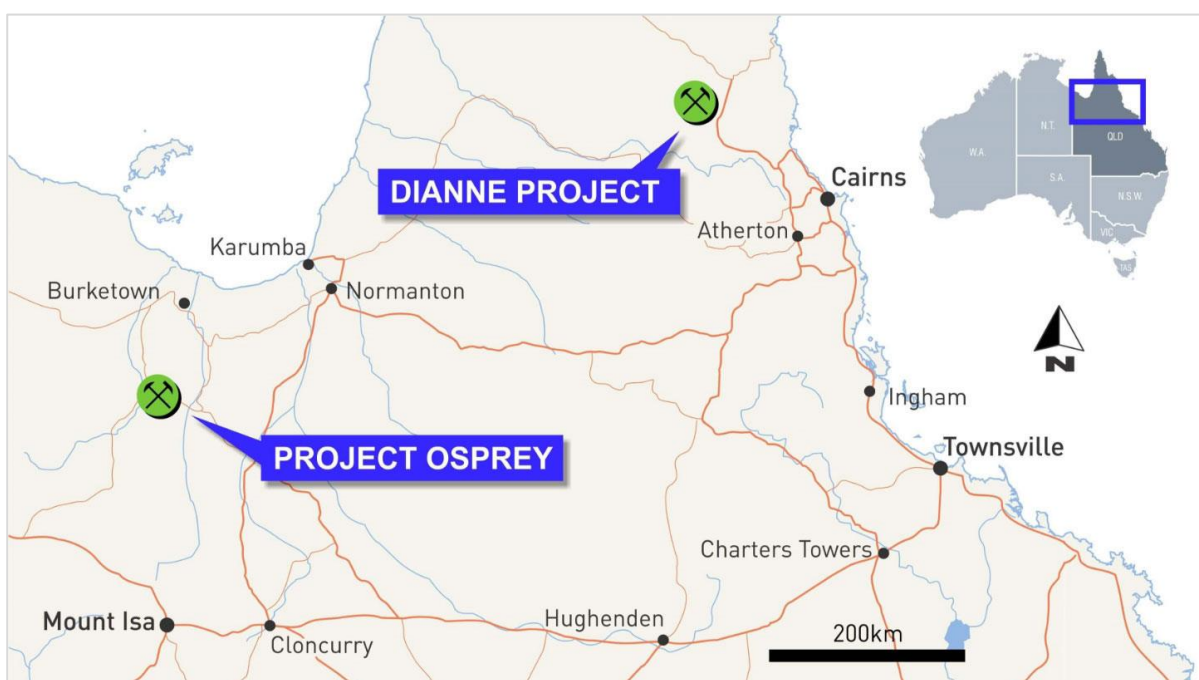 DIANNE PROJECT
Cairns
Atherton
Karumba
Burketown
Normanton
Ingham
PROJECT OSPREY
Townsville
Charters Towers
Mount Isa
Cloncurry
Hughenden
200km
N
W.A.
N.T.
QLD
S.A.
N.S.W.
VIC
TAS